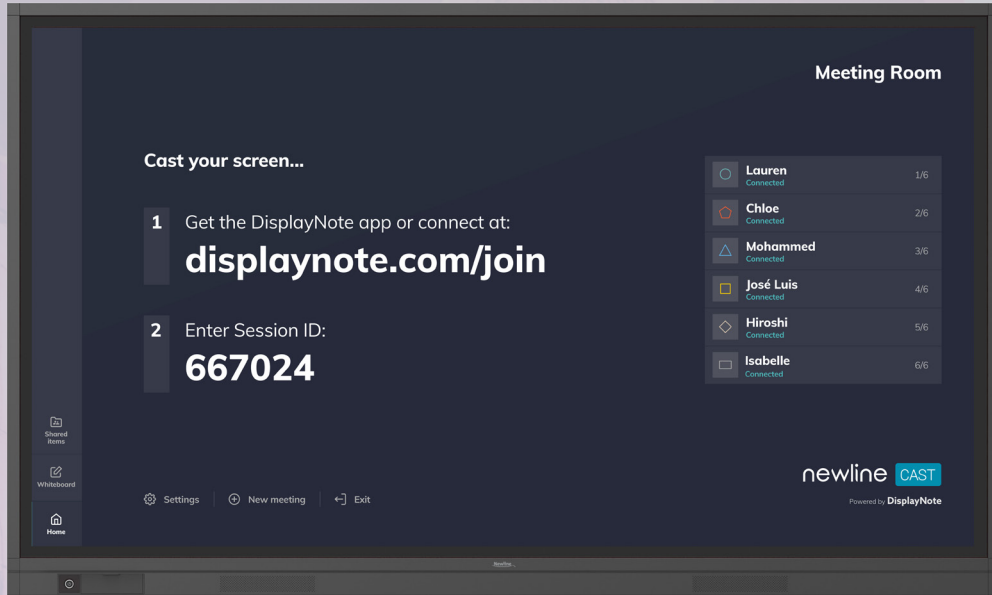 Meeting Room
Cast your screen...
1 Get the DisplayNote app or connect at:
displaynote.com/join
2 Enter Session ID:
667024
Lauren 1/6
Connected
Chloe 2/6
Connected
Mohammed 3/6
Connected
José Luis 4/6
Connected
Hiroshi 5/6
Connected
Isabelle 6/6
Connected
Shared
items
Whiteboard
Home
Settings New meeting Exit
newline CAST
Powered by DisplayNote
Newline